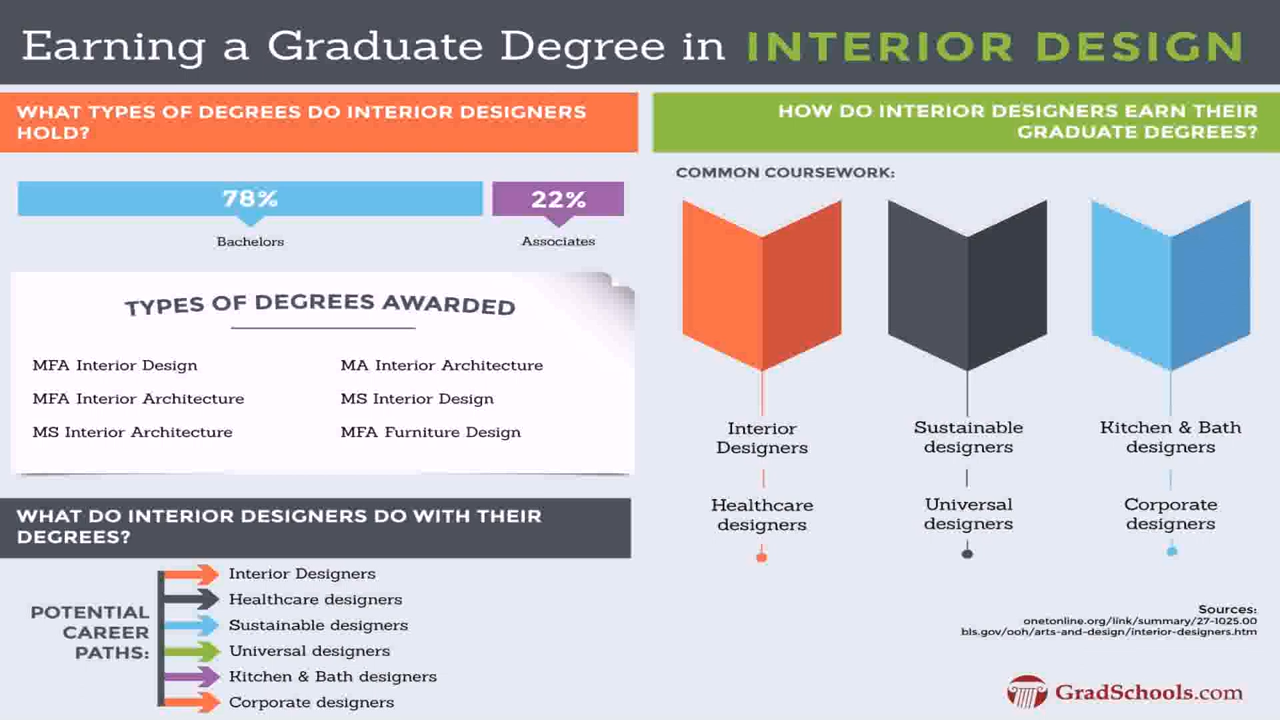 Earning a Graduate Degree in INTERIOR DESIGN
WHAT TYPES OF DEGREES DO INTERIOR DESIGNERS
HOLD?
78%
22%
Bachelors
Associates
TYPES OF DEGREES AWARDED
MFA Interior Design
MA Interior Architecture
MFA Interior Architecture
MS Interior Design
MS Interior Architecture
MFA Furniture Design
WHAT DO INTERIOR DESIGNERS DO WITH THEIR
DEGREES?
POTENTIAL
CAREER
PATHS:
Interior Designers
Healthcare designers
Sustainable designers
Universal designers
Kitchen & Bath designers
Corporate designers
HOW DO INTERIOR DESIGNERS EARN THEIR
GRADUATE DEGREES?
COMMON COURSEWORK:
Interior
Designers
Sustainable
designers
Kitchen & Bath
designers
Healthcare
designers
Universal
designers
Corporate
designers
Sources:
onetonline.org/link/summary/27-1025.00
bls.gov/ooh/arts-and-design/interior-designers.htm
GradSchools.com